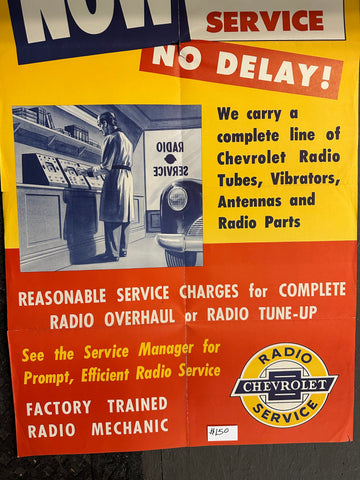 NOW
SERVICE
NO DELAY!
We carry a
complete line of
Chevrolet Radio
Tubes, Vibrators,
Antennas and
Radio Parts
RADIO
SERVICE
REASONABLE SERVICE CHARGES for COMPLETE
RADIO OVERHAUL or RADIO TUNE-UP
See the Service Manager for
Prompt, Efficient Radio Service
FACTORY TRAINED
RADIO MECHANIC
RADIO
CHEVROLET
SERVICE
$150